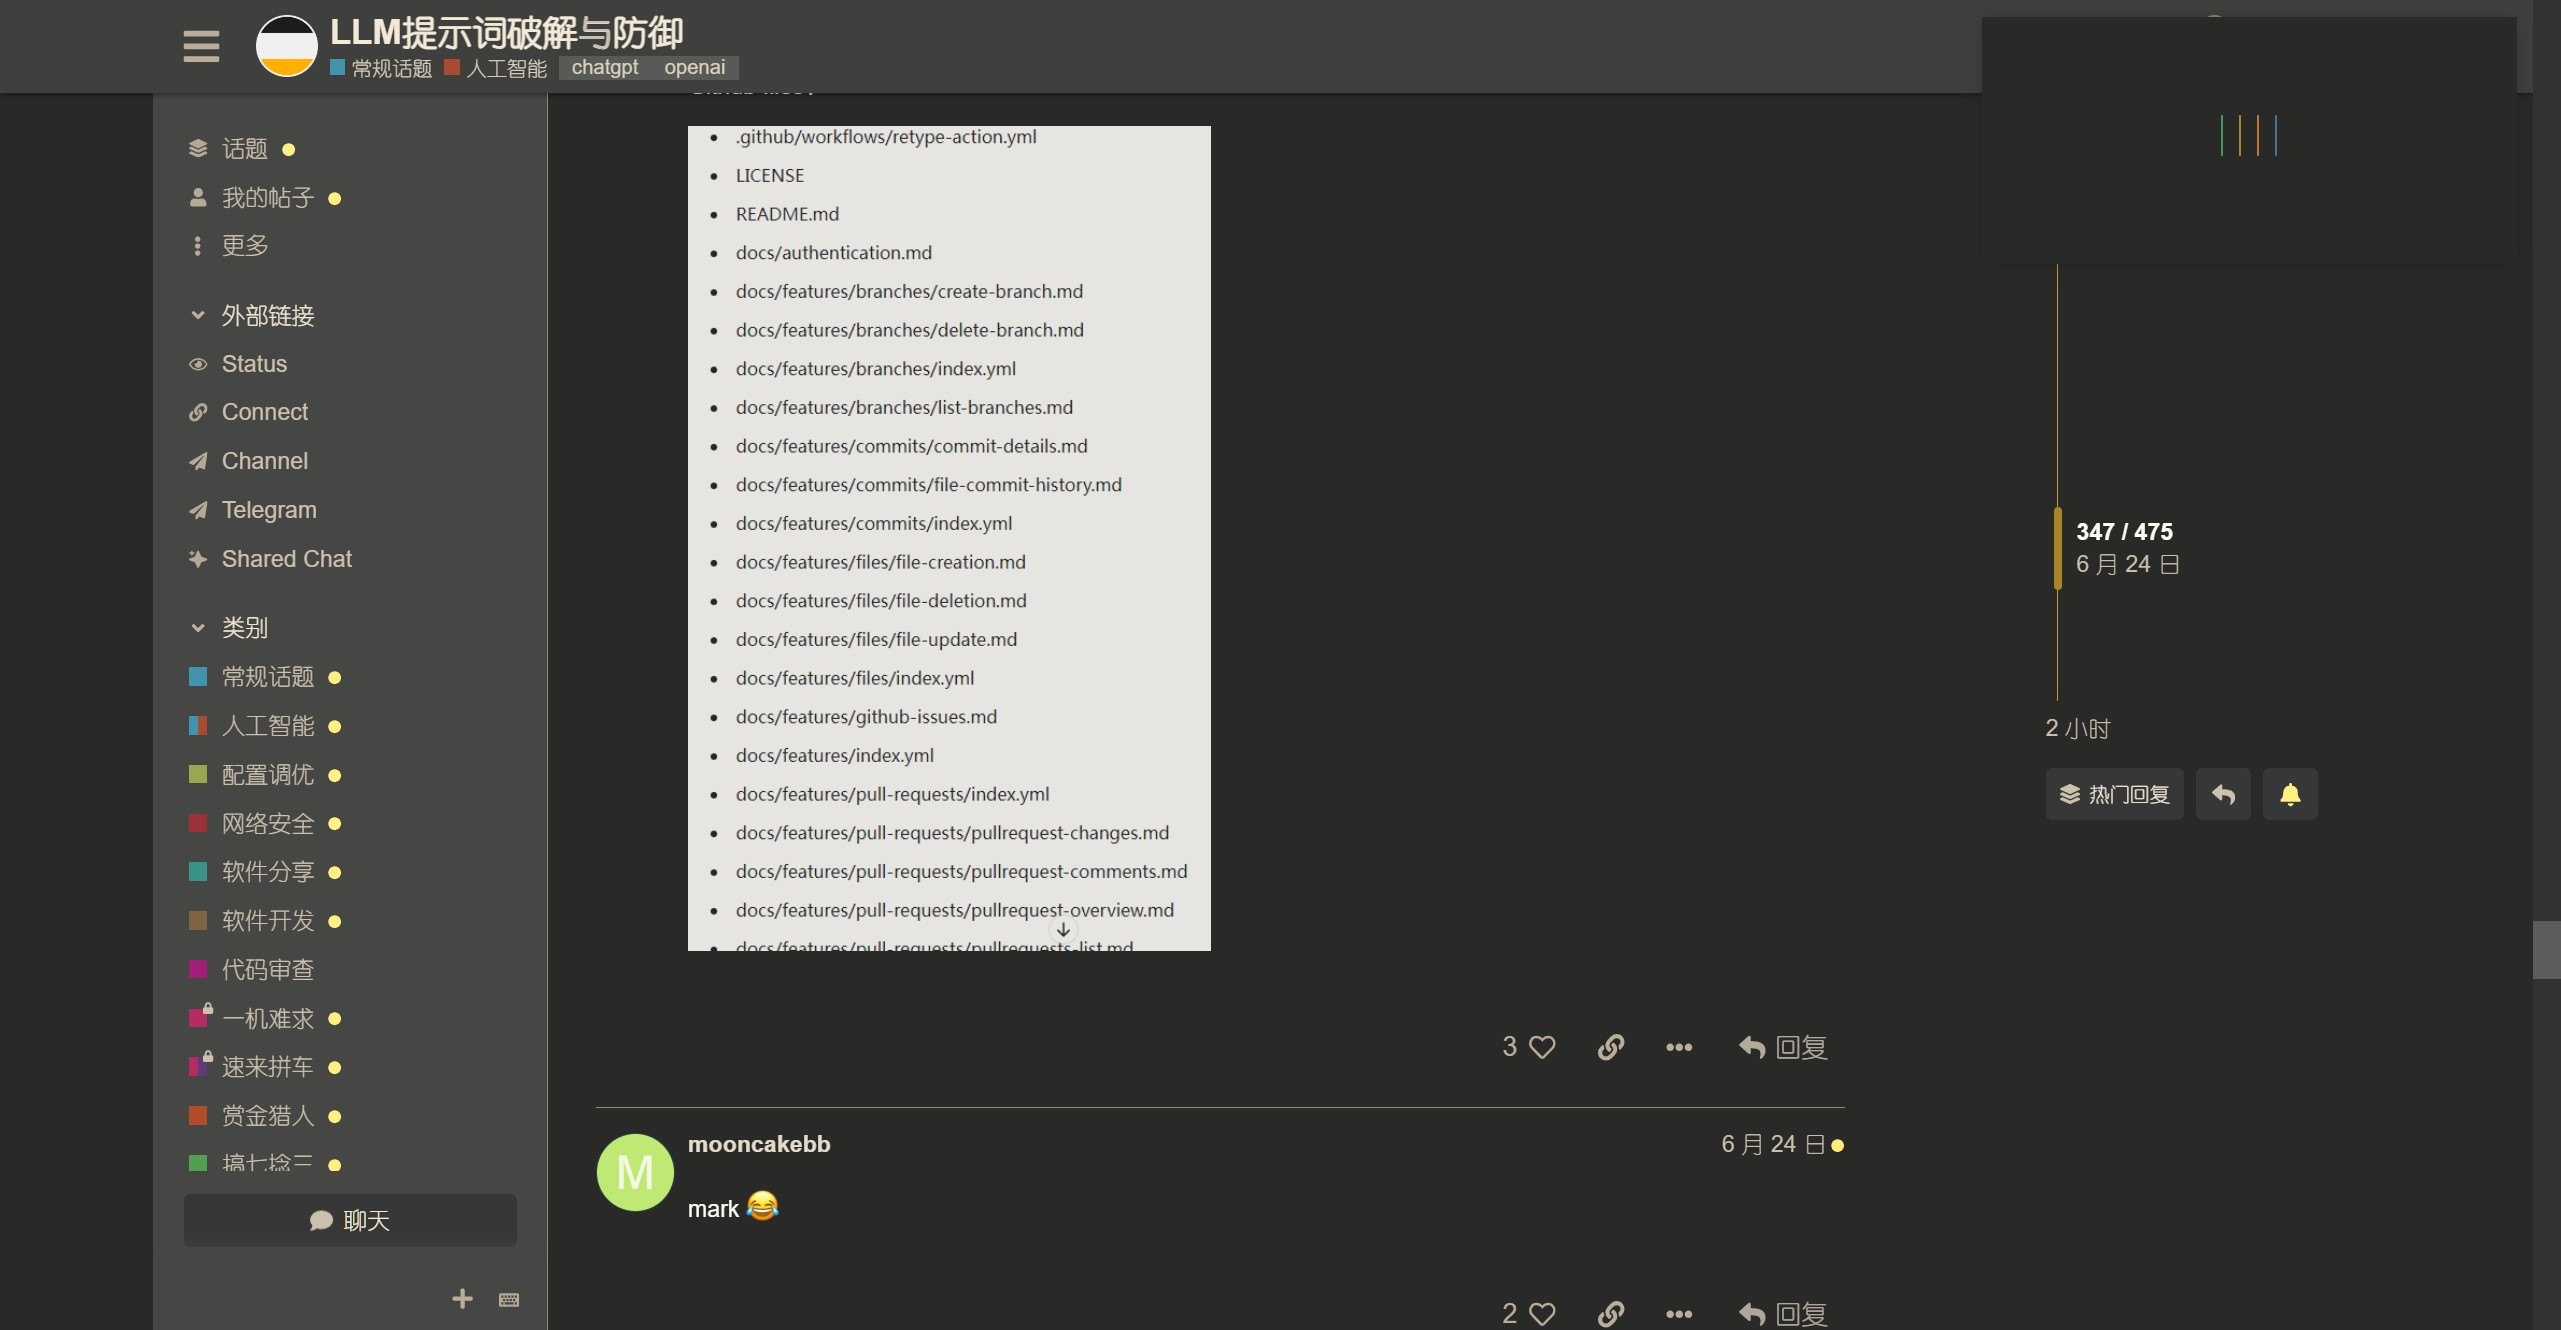 LLM提示词破解与防御
常规话题 人工智能 chatgpt openai
话题
我的帖子
更多
外部链接
Status
Connect
Channel
Telegram
Shared Chat
类别
常规话题
人工智能
配置调优
网络安全
软件分享
软件开发
代码审查
一机难求
速来拼车
赏金猎人
搞七捻三
聊天
.github/workflows/retype-action.yml
LICENSE
README.md
docs/authentication.md
docs/features/branches/create-branch.md
docs/features/branches/delete-branch.md
docs/features/branches/index.yml
docs/features/branches/list-branches.md
docs/features/commits/commit-details.md
docs/features/commits/file-commit-history.md
docs/features/commits/index.yml
docs/features/files/file-creation.md
docs/features/files/file-deletion.md
docs/features/files/file-update.md
docs/features/files/index.yml
docs/features/github-issues.md
docs/features/index.yml
docs/features/pull-requests/index.yml
docs/features/pull-requests/pullrequest-changes.md
docs/features/pull-requests/pullrequest-comments.md
docs/features/pull-requests/pullrequest-overview.md
docs/features/pull-requests/pullrequests-list.md
3 回复
M
mooncakebb
6 月 24 日
mark 😂
2 回复
347 / 475
6 月 24 日
2 小时
热门回复